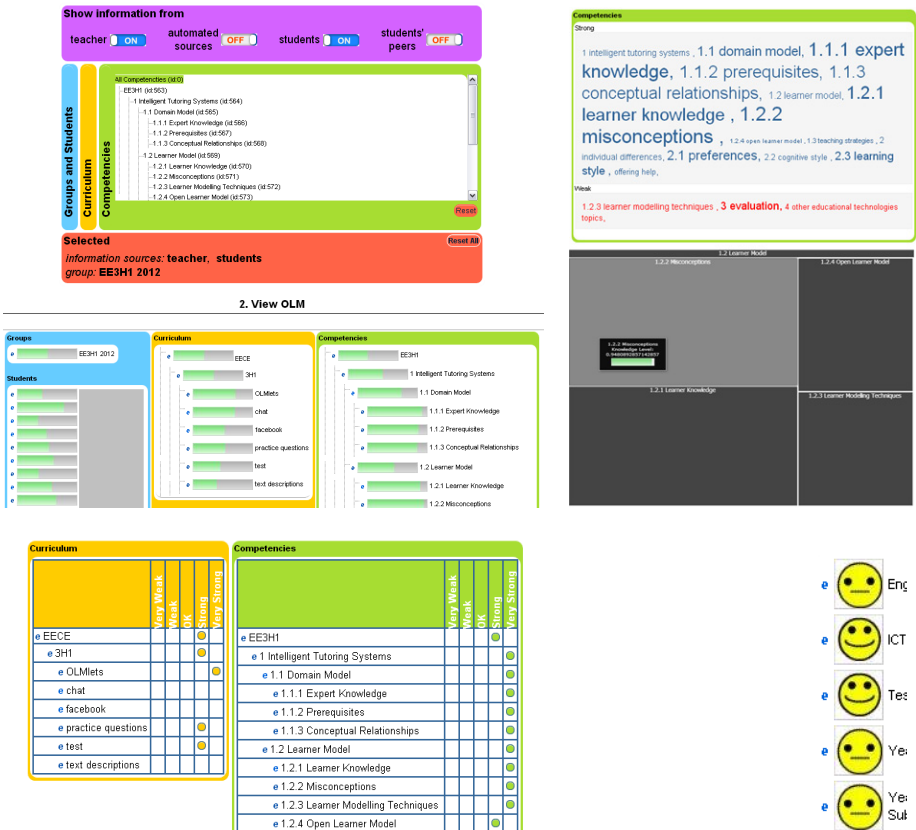 Show information from
teacher ON automated sources OFF students ON students' peers OFF
Groups and Students
Curriculum
Competencies
All Competencties (id:0)
EE3H1 (id:563)
1 Intelligent Tutoring Systems (id:564)
1.1 Domain Model (id:565)
1.1.1 Expert Knowledge (id:566)
1.1.2 Prerequisites (id:567)
1.1.3 Conceptual Relationships (id:568)
1.2 Learner Model (id:569)
1.2.1 Learner Knowledge (id:570)
1.2.2 Misconceptions (id:571)
1.2.3 Learner Modelling Techniques (id:572)
1.2.4 Open Learner Model (id:573)
Reset
Selected
Reset All
information sources: teacher, students
group: EE3H1 2012
2. View OLM
Competencies
Strong
1 intelligent tutoring systems , 1.1 domain model, 1.1.1 expert
knowledge, 1.1.2 prerequisites, 1.1.3
conceptual relationships, 1.2 learner model, 1.2.1
learner knowledge , 1.2.2
misconceptions , 1.2.4 open learner model , 1.3 teaching strategies , 2
individual differences, 2.1 preferences, 2.2 cognitive style , 2.3 learning
style , offering help,
Weak
1.2.3 learner modelling techniques , 3 evaluation, 4 other educational technologies
topics,
1.2 Learner Model
1.2.2 Misconceptions
1.2.4 Open Learner Model
1.2.2 Misconceptions
Knowledge Level:
1.2.1 Learner Knowledge
1.2.3 Learner Modelling Techniques
Groups
e EE3H1 2012
Students
e
e
e
e
e
e
e
e
e
Curriculum
e EECE
e 3H1
e OLMlets
e chat
e facebook
e practice questions
e test
e text descriptions
Competencies
e EE3H1
e 1 Intelligent Tutoring Systems
e 1.1 Domain Model
e 1.1.1 Expert Knowledge
e 1.1.2 Prerequisites
e 1.1.3 Conceptual Relationships
e 1.2 Learner Model
e 1.2.1 Learner Knowledge
e 1.2.2 Misconceptions
Curriculum
Very Weak
Weak
OK
Strong
Very Strong
e EECE
e 3H1
e OLMlets
e chat
e facebook
e practice questions
e test
e text descriptions
Competencies
Very Weak
Weak
OK
Strong
Very Strong
e EE3H1
e 1 Intelligent Tutoring Systems
e 1.1 Domain Model
e 1.1.1 Expert Knowledge
e 1.1.2 Prerequisites
e 1.1.3 Conceptual Relationships
e 1.2 Learner Model
e 1.2.1 Learner Knowledge
e 1.2.2 Misconceptions
e 1.2.3 Learner Modelling Techniques
e 1.2.4 Open Learner Model
e Eng
e ICT
e Tes
e Yea
e Yea
Sub